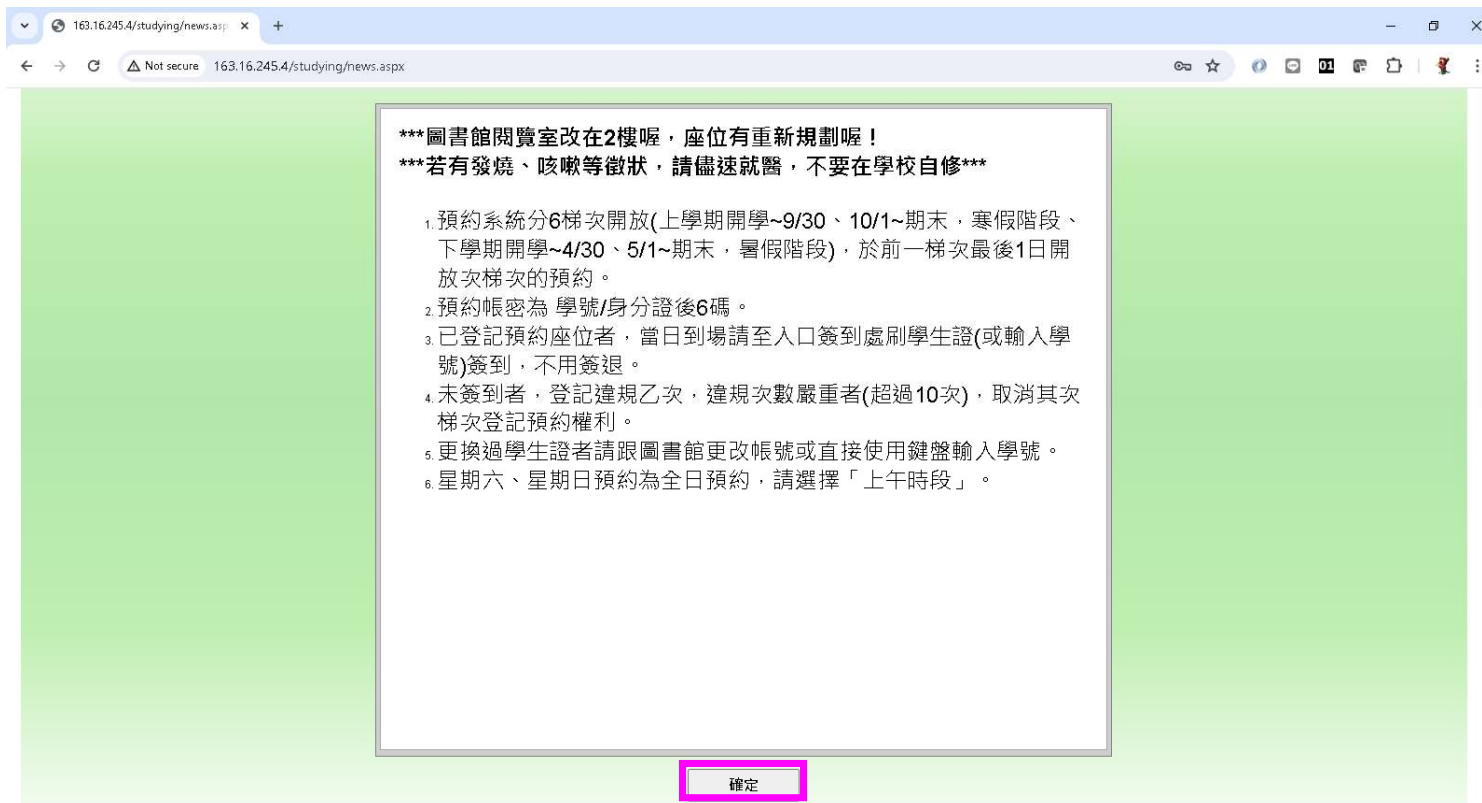 163.16.245.4/studying/news.asp
Not secure
163.16.245.4/studying/news.aspx
01
***圖書館閱覽室改在2樓喔，座位有重新規劃喔！
***若有發燒、咳嗽等徵狀，請儘速就醫，不要在學校自修***
1. 預約系統分6梯次開放(上學期開學~9/30、10/1~期末，寒假階段、
下學期開學~4/30、5/1~期末，暑假階段)，於前一梯次最後1日開
放次梯次的預約。
2. 預約帳密為 學號/身分證後6碼。
3. 已登記預約座位者，當日到場請至入口簽到處刷學生證(或輸入學
號)簽到，不用簽退。
4. 未簽到者，登記違規乙次，違規次數嚴重者(超過10次)，取消其次
梯次登記預約權利。
5. 更換過學生證者請跟圖書館更改帳號或直接使用鍵盤輸入學號。
6. 星期六、星期日預約為全日預約，請選擇「上午時段」。
確定